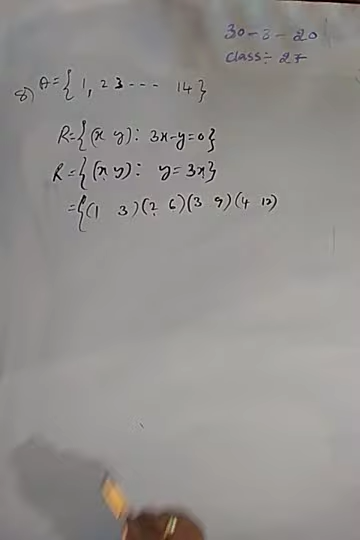 30-3-20
class:- 27
8) A={1, 2 3 --- 14}
R={(x y): 3x-y=0}
R={(x y): y=3x}
={(1 3)(2 6)(3 9)(4 12)